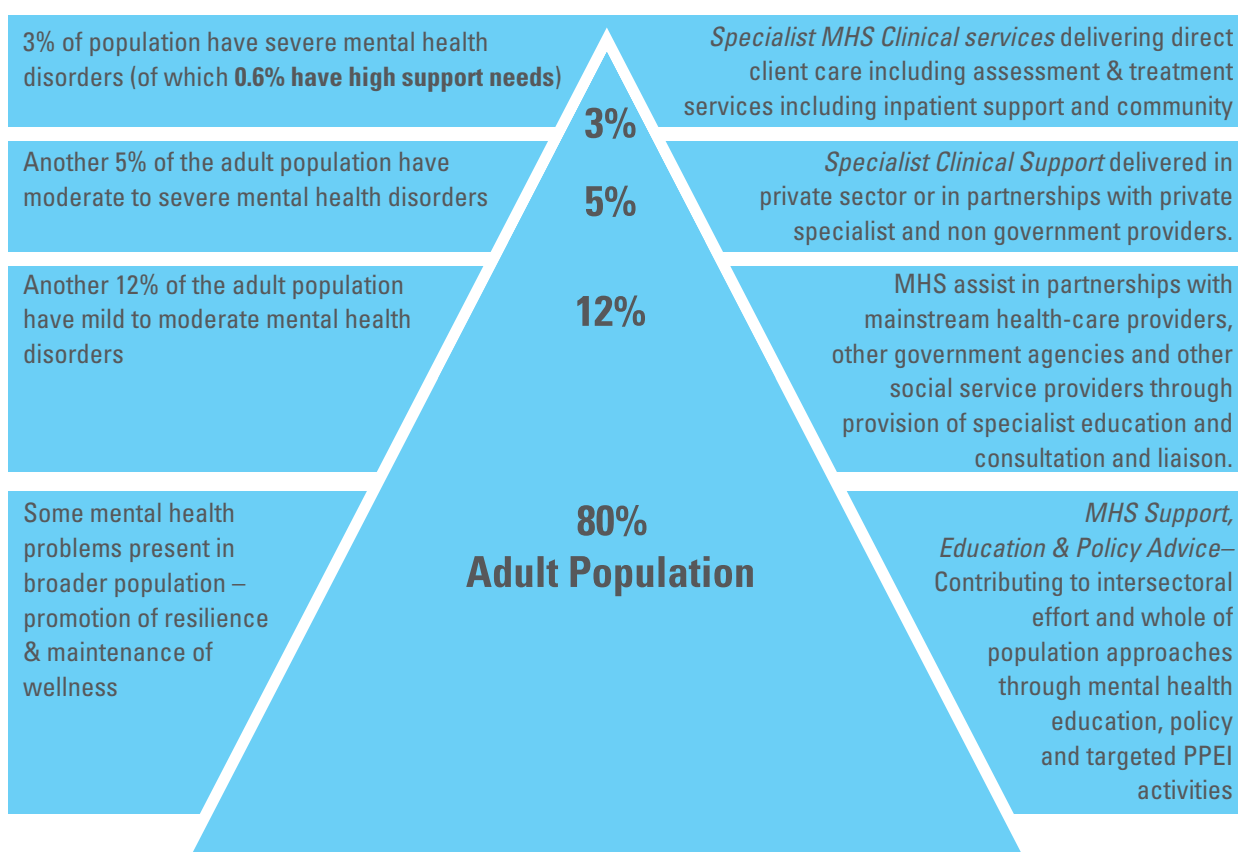 3% of population have severe mental health
disorders (of which 0.6% have high support needs)
3%
Specialist MHS Clinical services delivering direct
client care including assessment & treatment
services including inpatient support and community
Another 5% of the adult population have
moderate to severe mental health disorders
5%
Specialist Clinical Support delivered in
private sector or in partnerships with private
specialist and non government providers.
Another 12% of the adult population
have mild to moderate mental health
disorders
12%
MHS assist in partnerships with
mainstream health-care providers,
other government agencies and other
social service providers through
provision of specialist education and
consultation and liaison.
Some mental health
problems present in
broader population –
promotion of resilience
& maintenance of
wellness
80%
Adult Population
MHS Support,
Education & Policy Advice–
Contributing to intersectoral
effort and whole of
population approaches
through mental health
education, policy
and targeted PPEI
activities